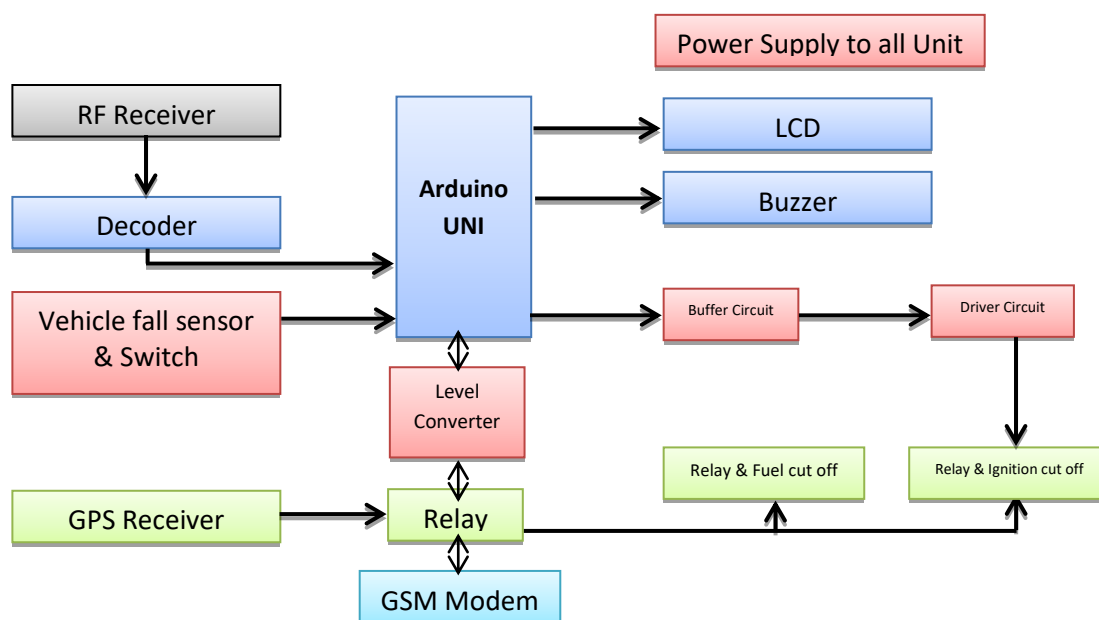 Power Supply to all Unit
RF Receiver
LCD
Arduino
UNI
Buzzer
Decoder
Vehicle fall sensor
& Switch
Buffer Circuit
Driver Circuit
Level
Converter
Relay & Fuel cut off
Relay & Ignition cut off
GPS Receiver
Relay
GSM Modem